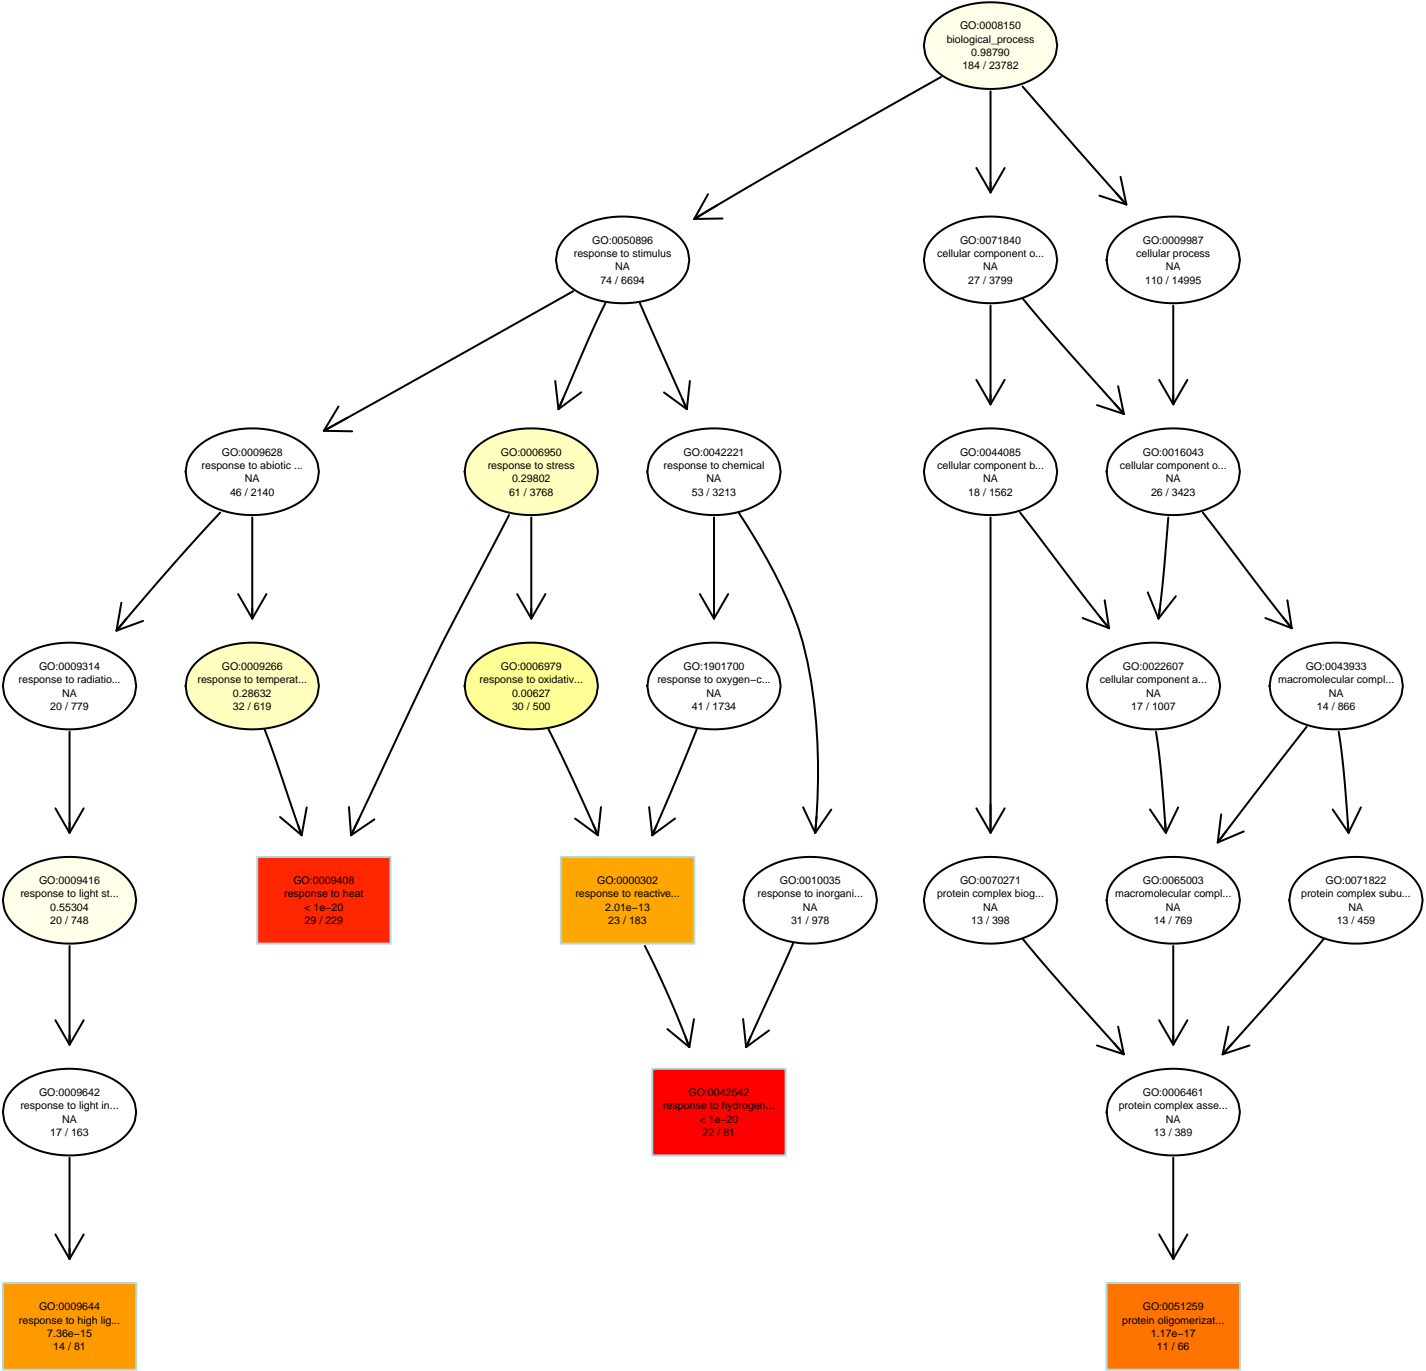 GO:0008150
biological_process
0.98790
184 / 23782
GO:0050896
response to stimulus
NA
74 / 6694
GO:0071840
cellular component o...
NA
27 / 3799
GO:0009987
cellular process
NA
110 / 14995
GO:0009628
response to abiotic ...
NA
46 / 2140
GO:0006950
response to stress
0.29802
61 / 3768
GO:0042221
response to chemical
NA
53 / 3213
GO:0044085
cellular component b...
NA
18 / 1562
GO:0016043
cellular component o...
NA
26 / 3423
GO:0009314
response to radiatio...
NA
20 / 779
GO:0009266
response to temperat...
0.28632
32 / 619
GO:0006979
response to oxidativ...
0.00627
30 / 500
GO:1901700
response to oxygen−c...
NA
41 / 1734
GO:0022607
cellular component a...
NA
17 / 1007
GO:0043933
macromolecular compl...
NA
14 / 866
GO:0009416
response to light st...
0.55304
20 / 748
GO:0009408
response to heat
< 1e−20
29 / 229
GO:0000302
response to reactive...
2.01e−13
23 / 183
GO:0010035
response to inorgani...
NA
31 / 978
GO:0070271
protein complex biog...
NA
13 / 398
GO:0065003
macromolecular compl...
NA
14 / 769
GO:0071822
protein complex subu...
NA
13 / 459
GO:0009642
response to light in...
NA
17 / 163
GO:0042542
response to hydrogen...
< 1e−20
22 / 81
GO:0006461
protein complex asse...
NA
13 / 389
GO:0009644
response to high lig...
7.36e−15
14 / 81
GO:0051259
protein oligomerizat...
1.17e−17
11 / 66